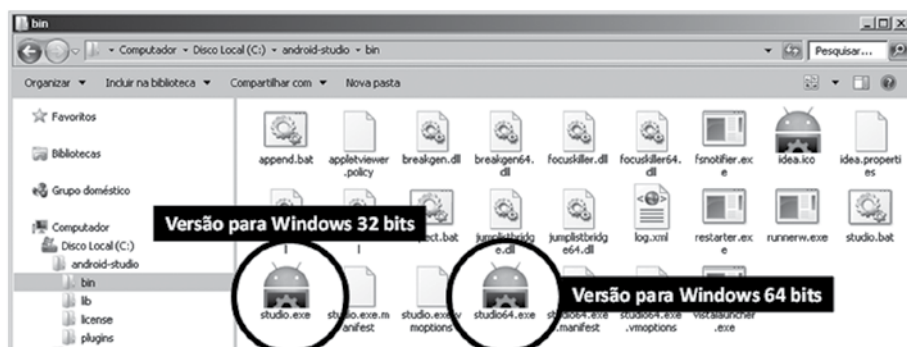 bin
Computador Disco Local (C:) android-studio bin
Pesquisar...
Organizar Incluir na biblioteca Compartilhar com Nova pasta
Favoritos
Bibliotecas
Grupo doméstico
Computador
Disco Local (C:)
android-studio
bin
lib
license
plugins
append.bat appletviewer breakgen.dll breakgen64. focuskiller.dll focuskiller64. fsnotifier.ex idea.ico idea.properti
.policy dll dll e es
Versão para Windows 32 bits
ject.bat jumplistbridg jumplistbridg log.xml restarter.ex runnerw.exe studio.bat
e.dll e64.dll e
Versão para Windows 64 bits
studio.exe studio.exe.m studio.exe.v studio64.exe studio64.exe studio64.exe vistalauncher
anifest moptions .manifest .vmoptions .exe